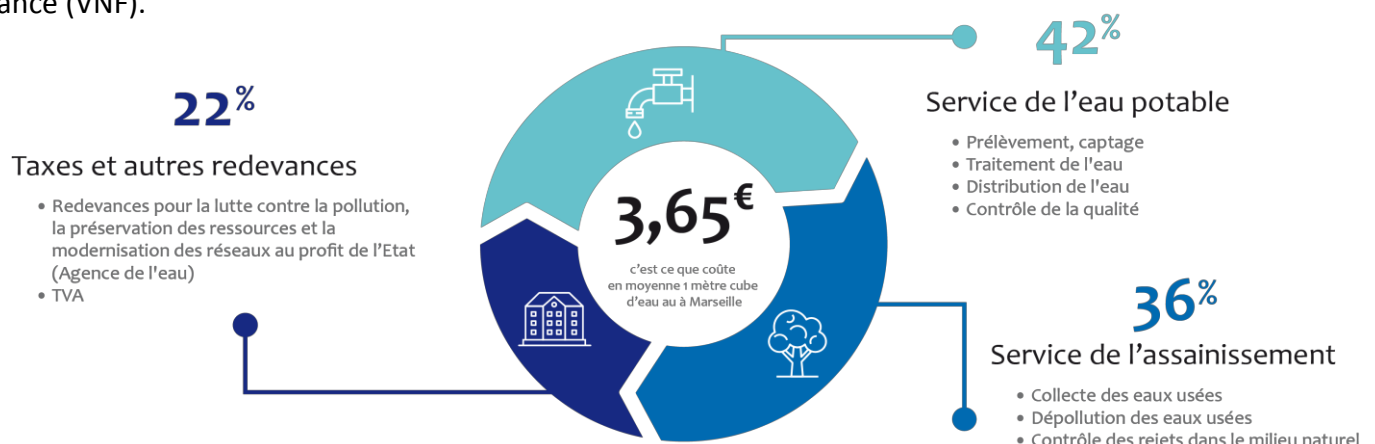 ance (VNF).
42%
Service de l'eau potable
• Prélèvement, captage
• Traitement de l'eau
• Distribution de l'eau
• Contrôle de la qualité
22%
Taxes et autres redevances
• Redevances pour la lutte contre la pollution,
la préservation des ressources et la
modernisation des réseaux au profit de l'Etat
(Agence de l'eau)
• TVA
3,65€
c'est ce que coûte
en moyenne 1 mètre cube
d'eau au à Marseille
36%
Service de l'assainissement
• Collecte des eaux usées
• Dépollution des eaux usées
• Contrôle des rejets dans le milieu naturel